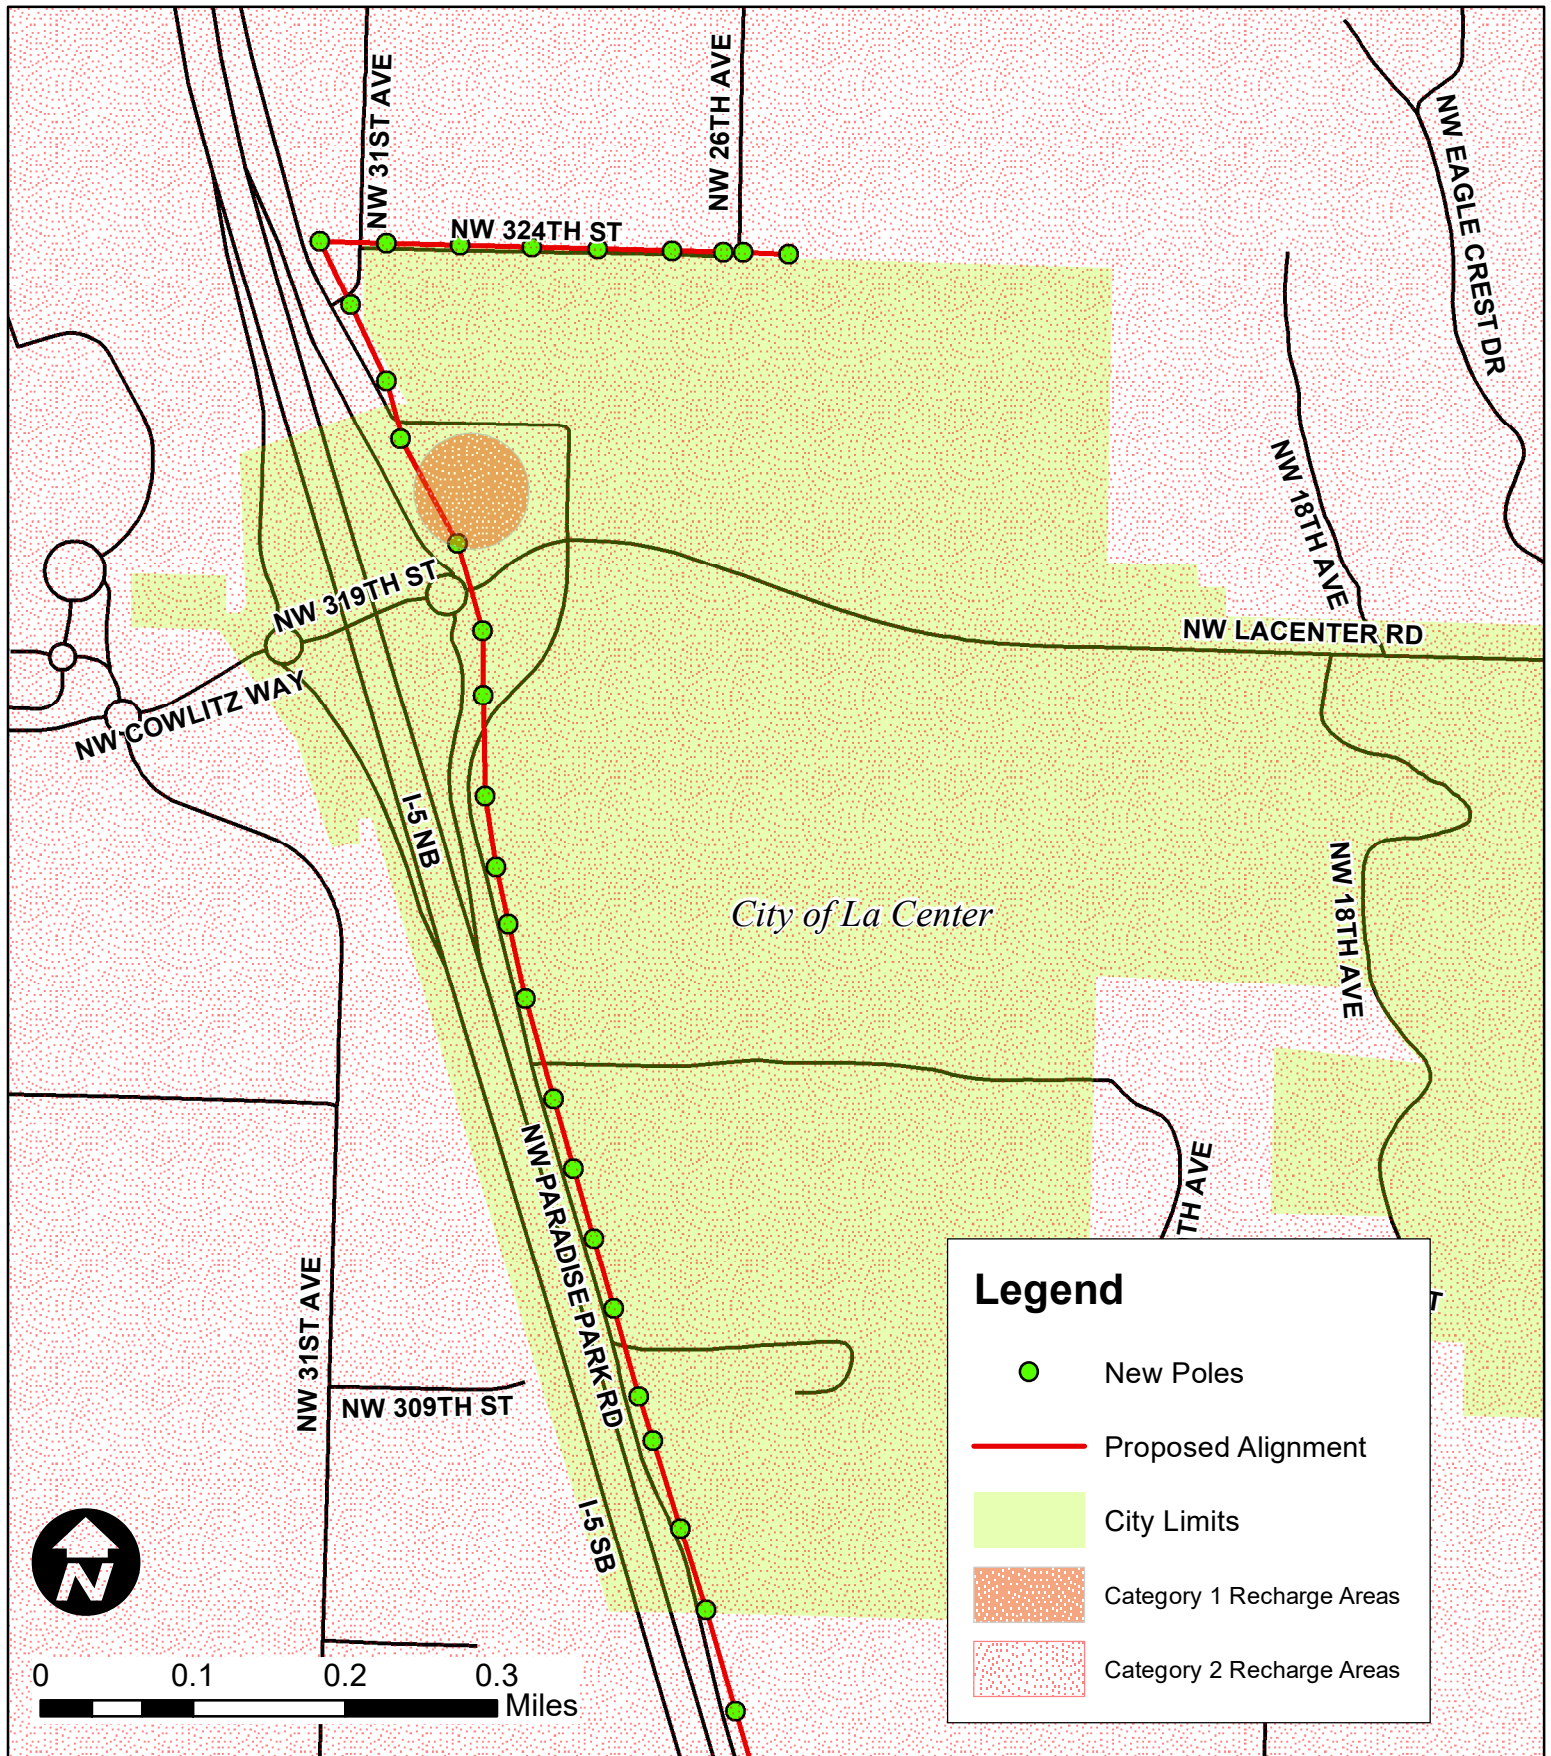 NW 31ST AVE
NW 26TH AVE
NW EAGLE CREST DR
NW 324TH ST
NW 18TH AVE
NW 319TH ST
NW LACENTER RD
NW COWLITZ WAY
I-5 NB
NW 18TH AVE
City of La Center
NW PARADISE PARK RD
TH AVE
NW 31ST AVE
NW 309TH ST
I-5 SB
T
Legend
New Poles
Proposed Alignment
City Limits
Category 1 Recharge Areas
Category 2 Recharge Areas
N
0 0.1 0.2 0.3
Miles